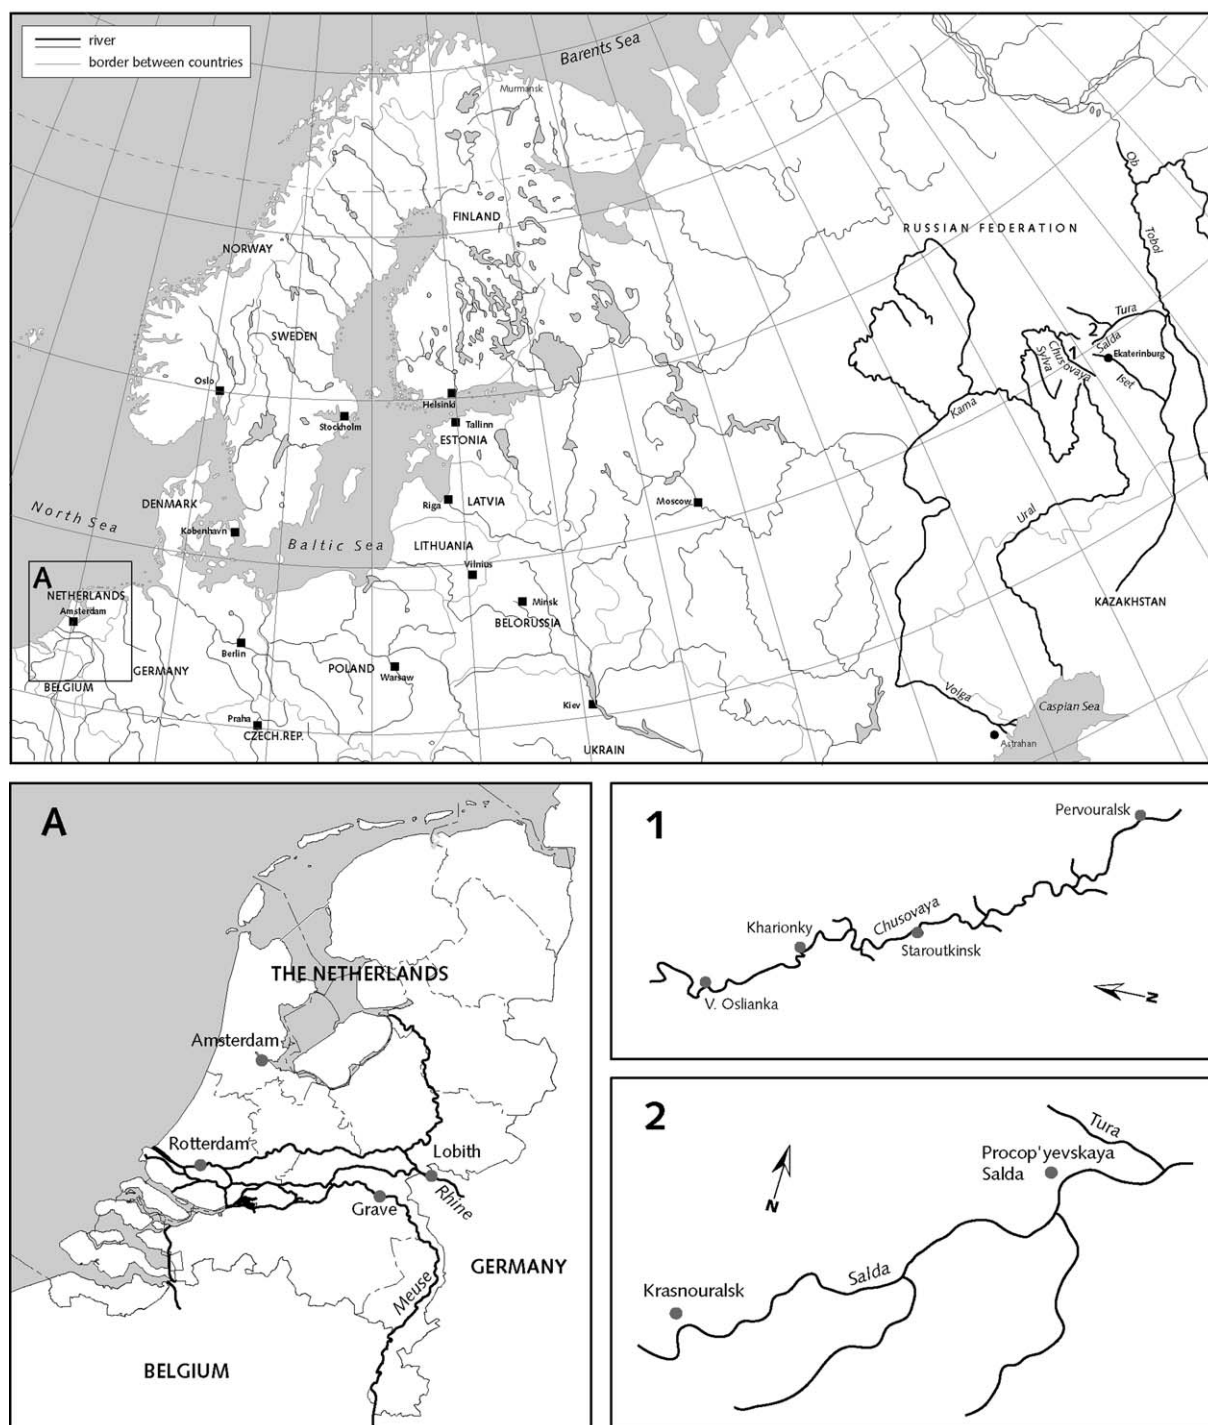 river
border between countries
Barents Sea
Murmansk
FINLAND
NORWAY
SWEDEN
Oslo
Stockholm
Helsinki
Tallinn
ESTONIA
Riga
LATVIA
DENMARK
København
North Sea
Baltic Sea
LITHUANIA
Vilnius
Minsk
BELORUSSIA
Moscow
A
NETHERLANDS
Amsterdam
BELGIUM
GERMANY
Berlin
POLAND
Warsaw
Praha
CZECH.REP.
Kiev
UKRAIN
RUSSIAN FEDERATION
Ob
Tobol
Tura
2
Salda
1
Chusovaya
Sylva
Ekaterinburg
Iset
Kama
Ural
KAZAKHSTAN
Volga
Caspian Sea
Astrahan
A
THE NETHERLANDS
Amsterdam
Rotterdam
Lobith
Rhine
Grave
Meuse
GERMANY
BELGIUM
1
Pervouralsk
Chusovaya
Kharionky
Staroutkinsk
V. Oslianka
N
2
Tura
Procop'yevskaya
Salda
N
Salda
Krasnouralsk